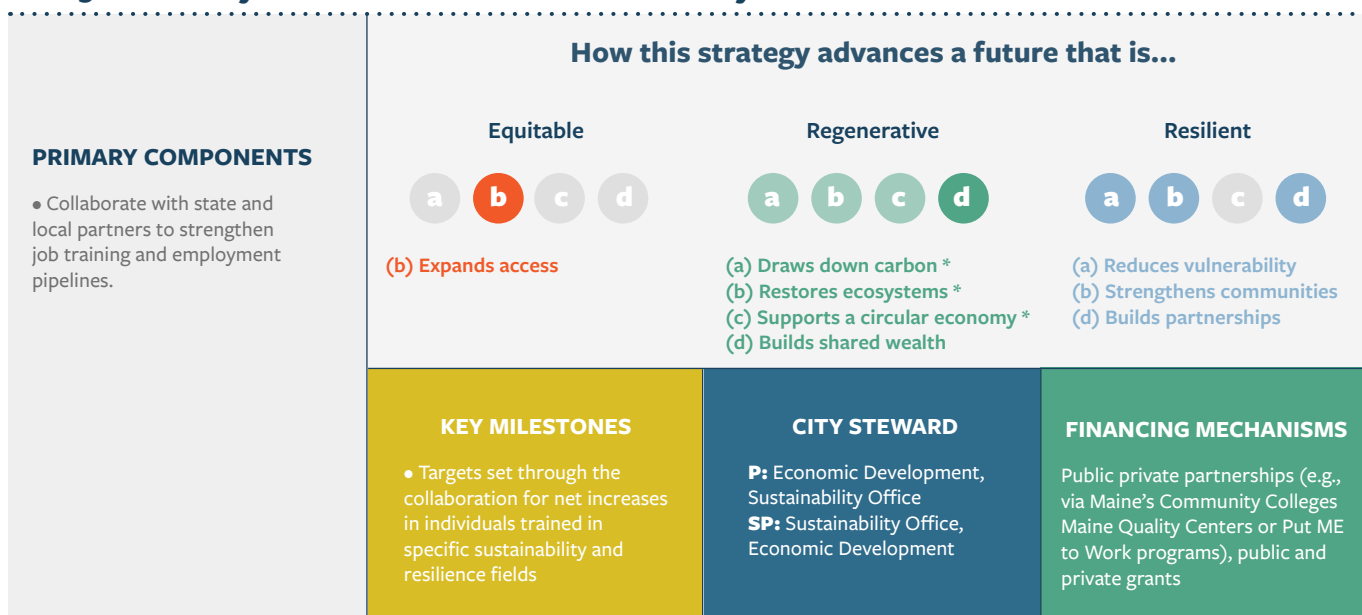 How this strategy advances a future that is...
PRIMARY COMPONENTS
• Collaborate with state and
local partners to strengthen
job training and employment
pipelines.
Equitable
a b c d
(b) Expands access
Regenerative
a b c d
(a) Draws down carbon *
(b) Restores ecosystems *
(c) Supports a circular economy *
(d) Builds shared wealth
Resilient
a b c d
(a) Reduces vulnerability
(b) Strengthens communities
(d) Builds partnerships
KEY MILESTONES
• Targets set through the
collaboration for net increases
in individuals trained in
specific sustainability and
resilience fields
CITY STEWARD
P: Economic Development,
Sustainability Office
SP: Sustainability Office,
Economic Development
FINANCING MECHANISMS
Public private partnerships (e.g.,
via Maine's Community Colleges
Maine Quality Centers or Put ME
to Work programs), public and
private grants